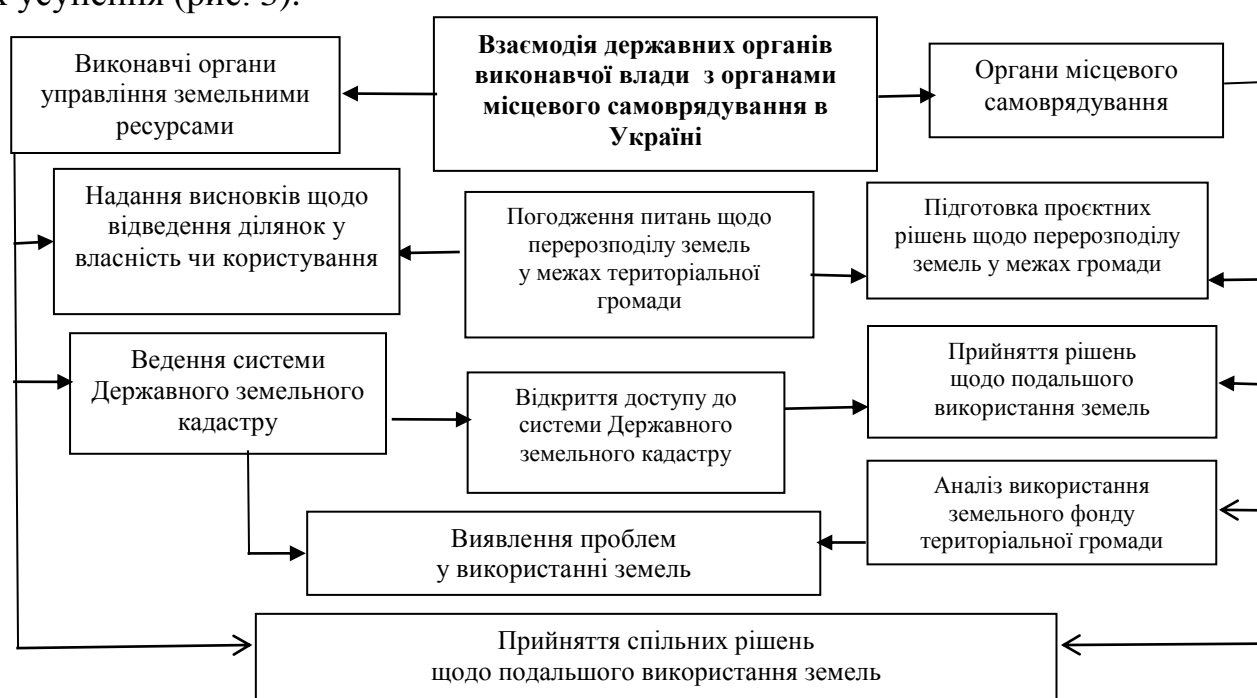 усунення (рис. 3).
Виконавчі органи
управління земельними
ресурсами
Взаємодія державних органів
виконавчої влади з органами
місцевого самоврядування в
Україні
Органи місцевого
самоврядування
Надання висновків щодо
відведення ділянок у
власність чи користування
Погодження питань щодо
перерозподілу земель
у межах територіальної
громади
Підготовка проєктних
рішень щодо перерозподілу
земель у межах громади
Ведення системи
Державного земельного
кадастру
Відкриття доступу до
системи Державного
земельного кадастру
Прийняття рішень
щодо подальшого
використання земель
Аналіз використання
земельного фонду
територіальної громади
Виявлення проблем
у використанні земель
Прийняття спільних рішень
щодо подальшого використання земель